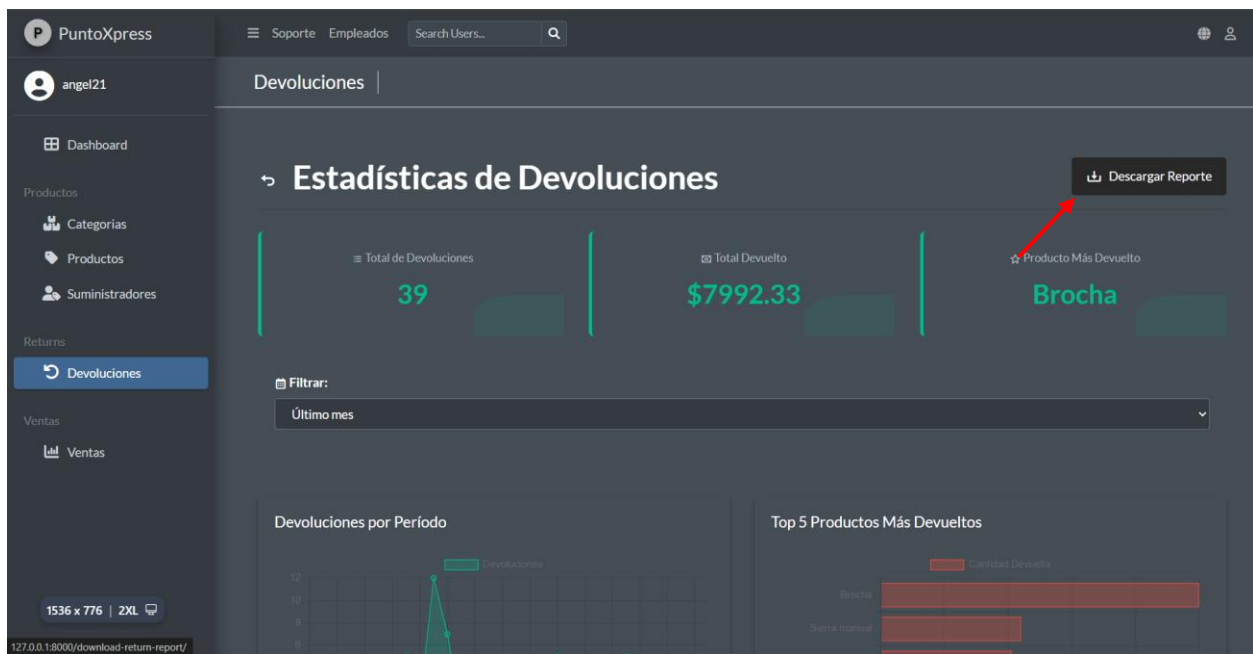 P PuntoXpress
Soporte Empleados Search Users...
angel21
Devoluciones
Dashboard
Productos
Categorias
Productos
Suministradores
Returns
Devoluciones
Ventas
Ventas
Estadísticas de Devoluciones
Descargar Reporte
Total de Devoluciones
39
Total Devuelto
$7992.33
Producto Más Devuelto
Brocha
Filtrar:
Último mes
Devoluciones por Período
Devoluciones
12
10
8
6
Top 5 Productos Más Devueltos
Cantidad Devuelta
Brocha
Sierra manual
1536 x 776 | 2XL
127.0.0.1:8000/download-return-report/